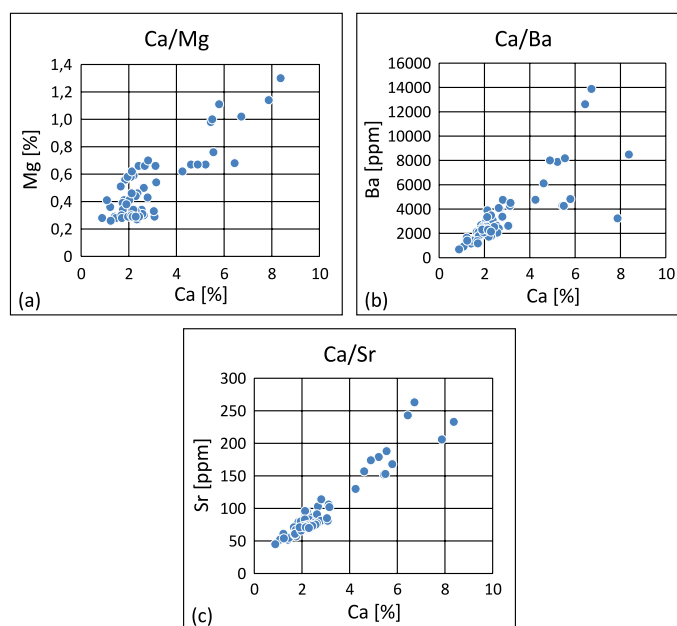 Ca/Mg
1,4
1,2
1,0
0,8
0,6
0,4
0,2
0,0
Mg [%]
0 2 4 6 8 10
Ca [%]
(a)
Ca/Ba
16000
14000
12000
10000
8000
6000
4000
2000
0
Ba [ppm]
0 2 4 6 8 10
Ca [%]
(b)
Ca/Sr
300
250
200
150
100
50
0
Sr [ppm]
0 2 4 6 8 10
Ca [%]
(c)